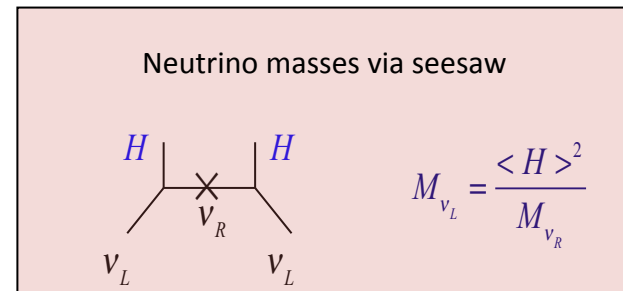 Neutrino masses via seesaw
H H
ν_R
ν_L ν_L
M_{ν_L} = <H>^2 / M_{ν_R}